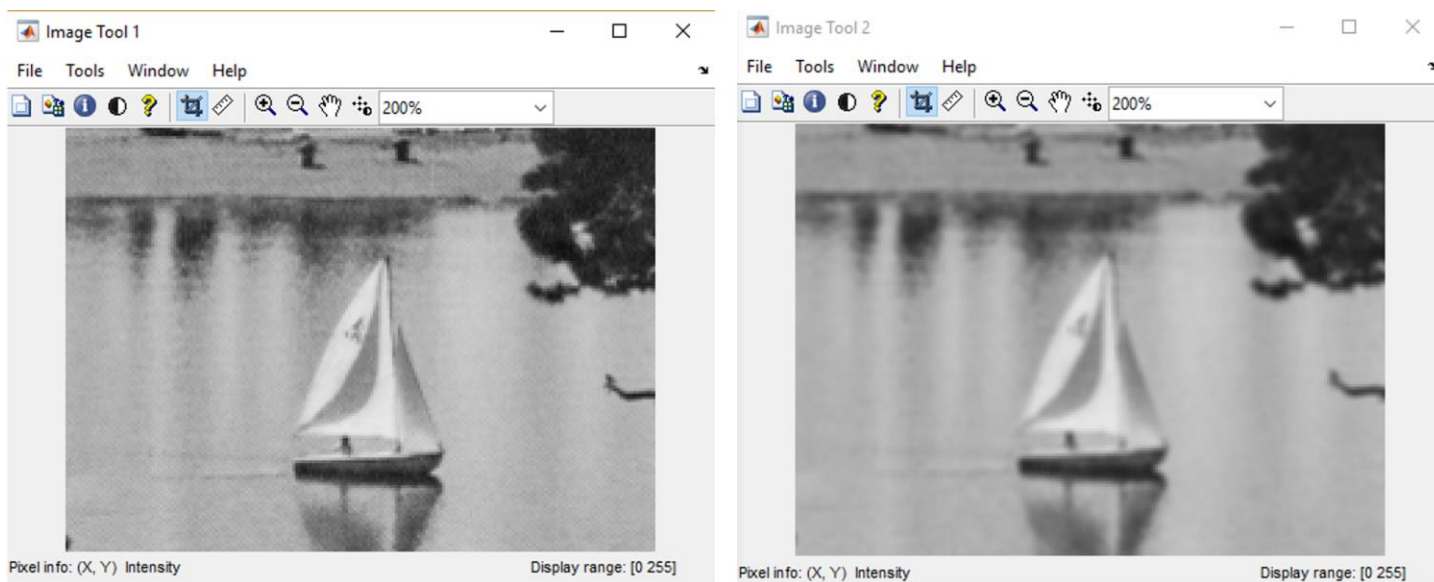 Image Tool 1
File Tools Window Help
200%
Pixel info: (X, Y) Intensity
Display range: [0 255]
Image Tool 2
File Tools Window Help
200%
Pixel info: (X, Y) Intensity
Display range: [0 255]